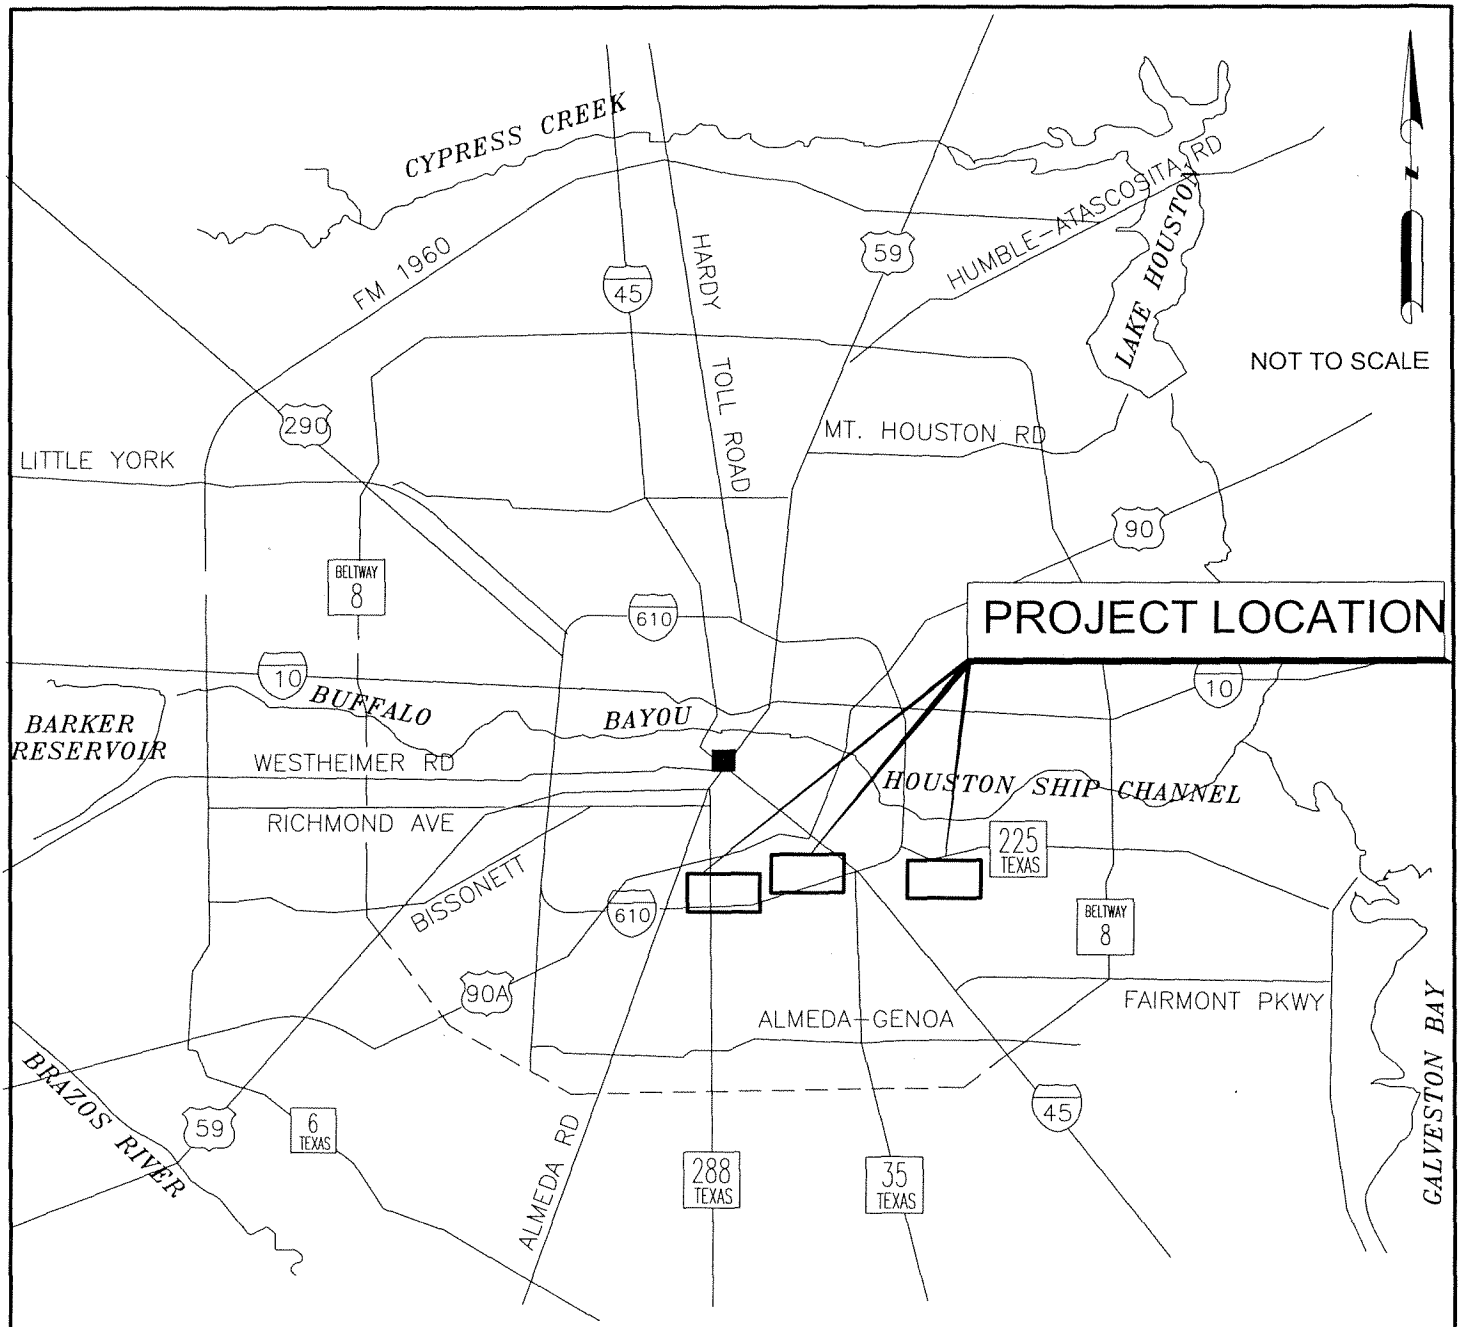 CYPRESS CREEK
HUMBLE-ATASCOSITA RD
N
FM 1960
HARDY
59
45
LAKE HOUSTON
NOT TO SCALE
TOLL ROAD
290
MT. HOUSTON RD
LITTLE YORK
90
BELTWAY
8
610
PROJECT LOCATION
10
10
BUFFALO
BAYOU
BARKER
RESERVOIR
WESTHEIMER RD
HOUSTON SHIP CHANNEL
RICHMOND AVE
225
TEXAS
BISSONETT
610
BELTWAY
8
90A
FAIRMONT PKWY
ALMEDA-GENOA
GALVESTON BAY
BRAZOS RIVER
59
6
TEXAS
45
ALMEDA RD
288
TEXAS
35
TEXAS